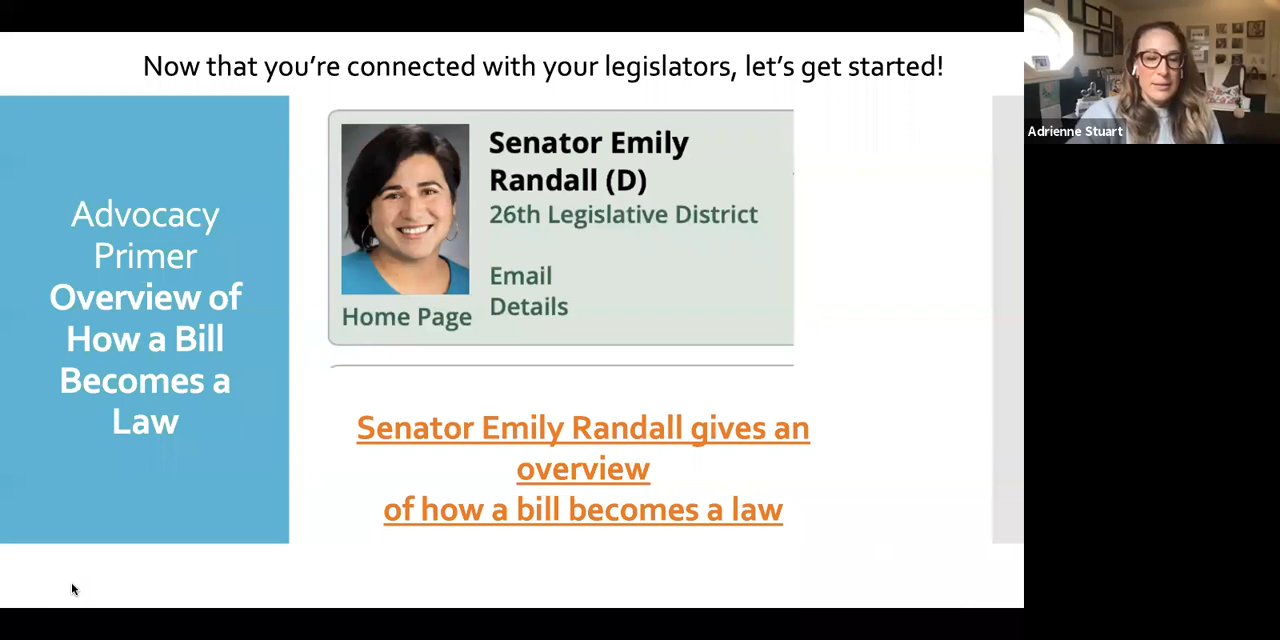 Now that you're connected with your legislators, let's get started!
Advocacy
Primer
Overview of
How a Bill
Becomes a
Law
Senator Emily
Randall (D)
26th Legislative District
Email
Details
Home Page
Senator Emily Randall gives an
overview
of how a bill becomes a law
Adrienne Stuart